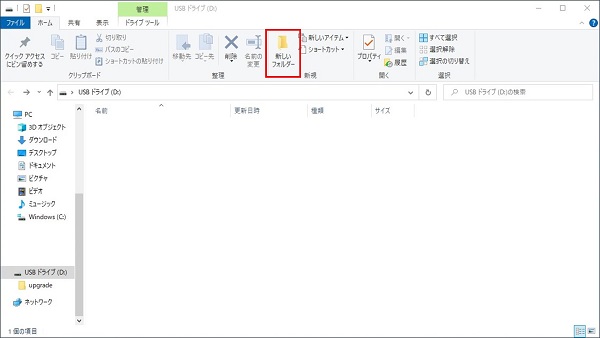 管理
USB ドライブ (D:)
ファイル ホーム 共有 表示 ドライブ ツール
クイック アクセスにピン留めする
コピー
貼り付け
切り取り
パスのコピー
ショートカットの貼り付け
移動先
コピー先
削除
名前の変更
新しいフォルダー
新しいアイテム
ショートカット
プロパティ
開く
編集
履歴
すべて選択
選択解除
選択の切り替え
クリップボード 整理 新規 開く 選択
USB ドライブ (D:)
USB ドライブ (D:)の検索
名前 更新日時 種類 サイズ
PC
3D オブジェクト
ダウンロード
デスクトップ
ドキュメント
ピクチャ
ビデオ
ミュージック
Windows (C:)
USB ドライブ (D:)
upgrade
ネットワーク
1 個の項目